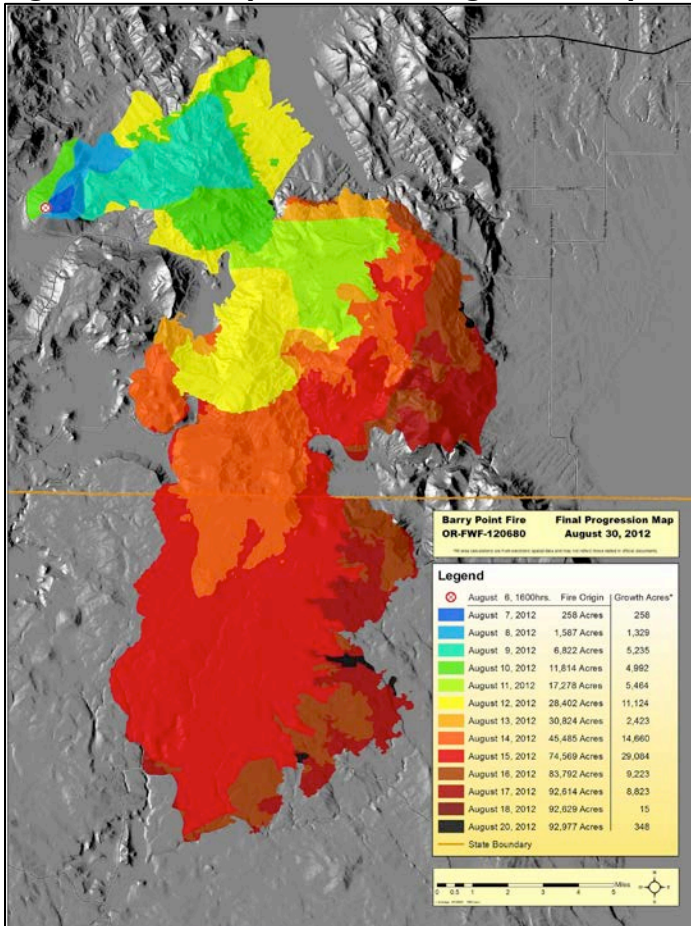 Barry Point Fire Final Progression Map
OR-FWF-120680 August 30, 2012
Legend
August 6, 1600hrs. Fire Origin Growth Acres*
August 7, 2012 258 Acres 258
August 8, 2012 1,587 Acres 1,329
August 9, 2012 6,822 Acres 5,235
August 10, 2012 11,814 Acres 4,992
August 11, 2012 17,278 Acres 5,464
August 12, 2012 28,402 Acres 11,124
August 13, 2012 30,824 Acres 2,423
August 14, 2012 45,485 Acres 14,660
August 15, 2012 74,569 Acres 29,084
August 16, 2012 83,792 Acres 9,223
August 17, 2012 92,614 Acres 8,823
August 18, 2012 92,629 Acres 15
August 20, 2012 92,977 Acres 348
State Boundary
Miles
0 0.5 1 2 3 4 5